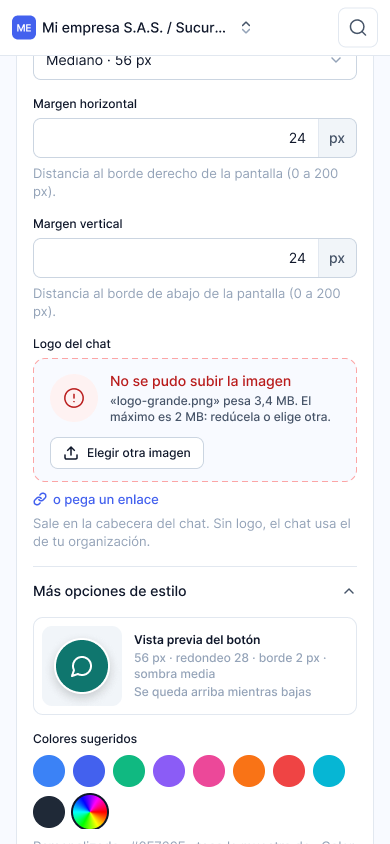 ME Mi empresa S.A.S. / Sucur...
Mediano · 56 px
Margen horizontal
24 px
Distancia al borde derecho de la pantalla (0 a 200
px).
Margen vertical
24 px
Distancia al borde de abajo de la pantalla (0 a 200
px).
Logo del chat
No se pudo subir la imagen
«logo-grande.png» pesa 3,4 MB. El
máximo es 2 MB: redúcela o elige otra.
Elegir otra imagen
o pega un enlace
Sale en la cabecera del chat. Sin logo, el chat usa el
de tu organización.
Más opciones de estilo
Vista previa del botón
56 px · redondeo 28 · borde 2 px ·
sombra media
Se queda arriba mientras bajas
Colores sugeridos